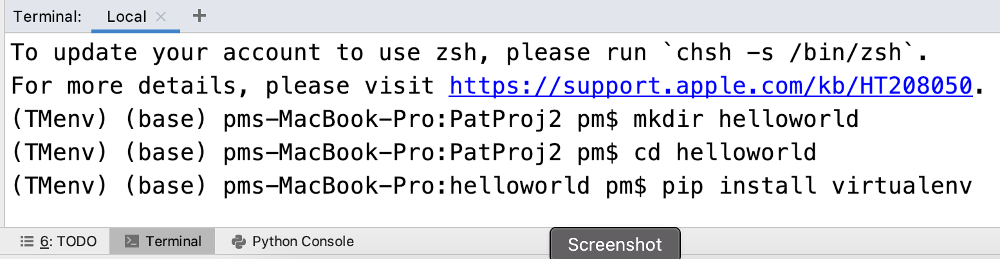 Terminal: Local × +
To update your account to use zsh, please run `chsh -s /bin/zsh`.
For more details, please visit https://support.apple.com/kb/HT208050.
(TMenv) (base) pms-MacBook-Pro:PatProj2 pm$ mkdir helloworld
(TMenv) (base) pms-MacBook-Pro:PatProj2 pm$ cd helloworld
(TMenv) (base) pms-MacBook-Pro:helloworld pm$ pip install virtualenv
6: TODO Terminal Python Console Screenshot